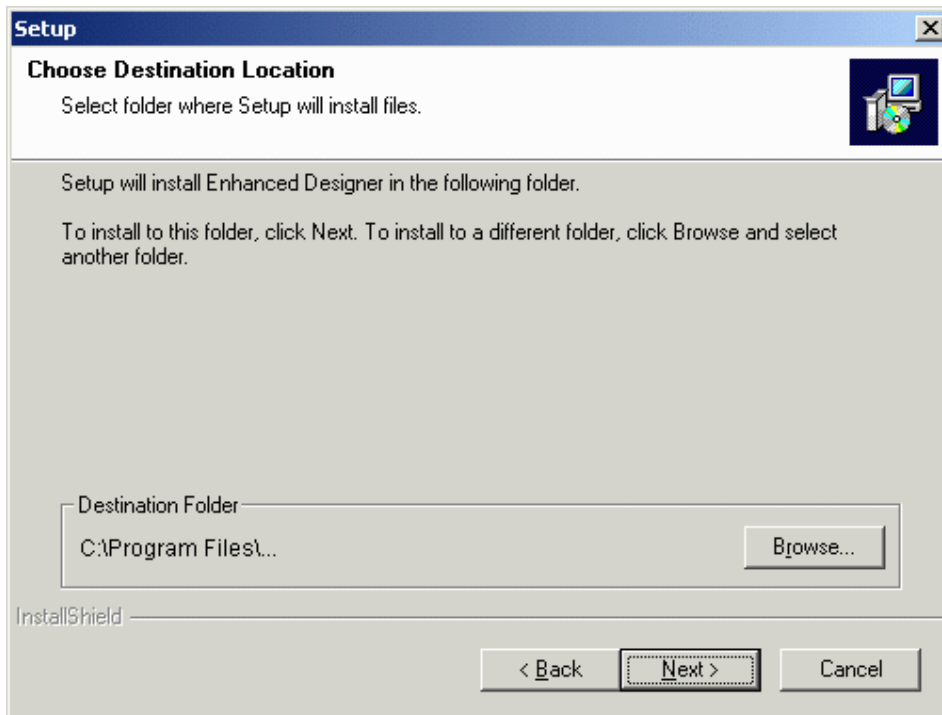 Setup
Choose Destination Location
Select folder where Setup will install files.
Setup will install Enhanced Designer in the following folder.
To install to this folder, click Next. To install to a different folder, click Browse and select
another folder.
Destination Folder
C:\Program Files\...
Browse...
InstallShield
< Back
Next >
Cancel